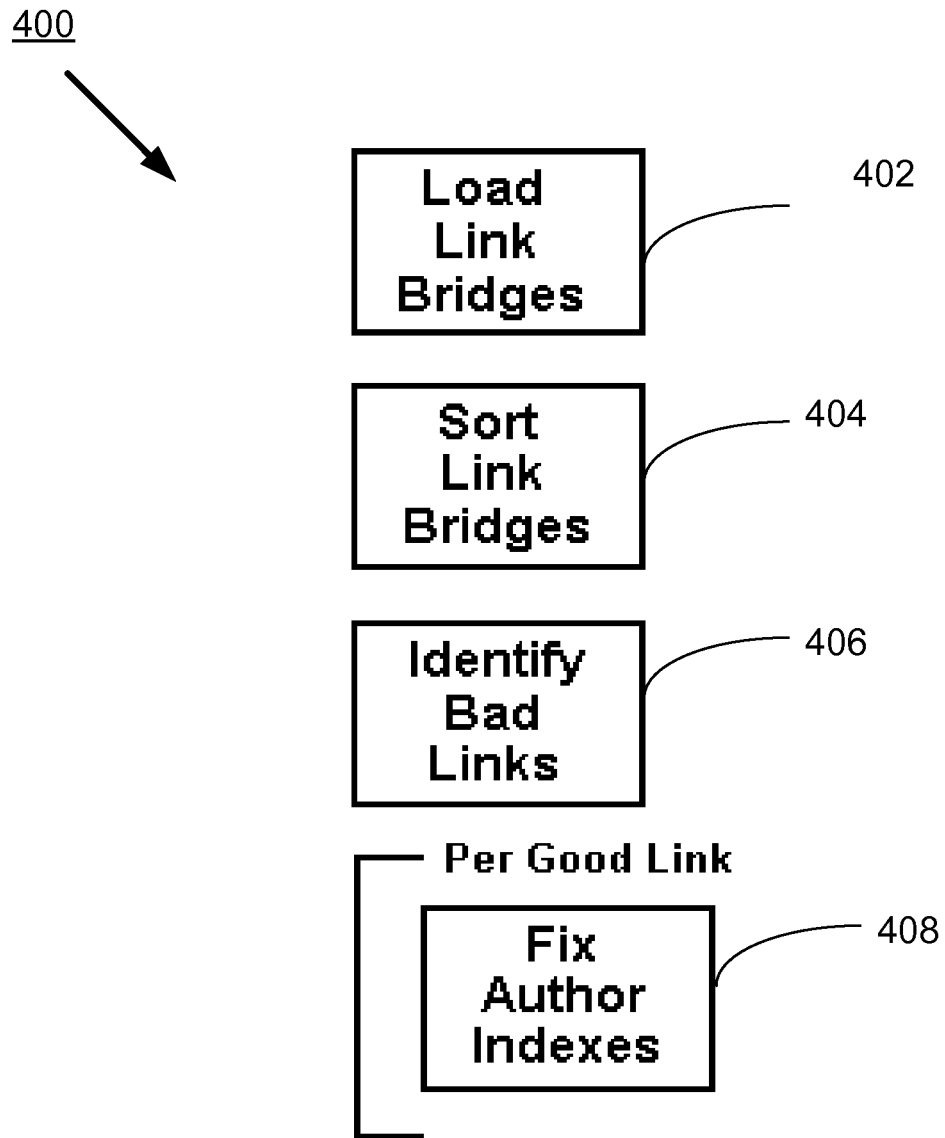 400
402
Load
Link
Bridges
404
Sort
Link
Bridges
406
Identify
Bad
Links
Per Good Link
408
Fix
Author
Indexes